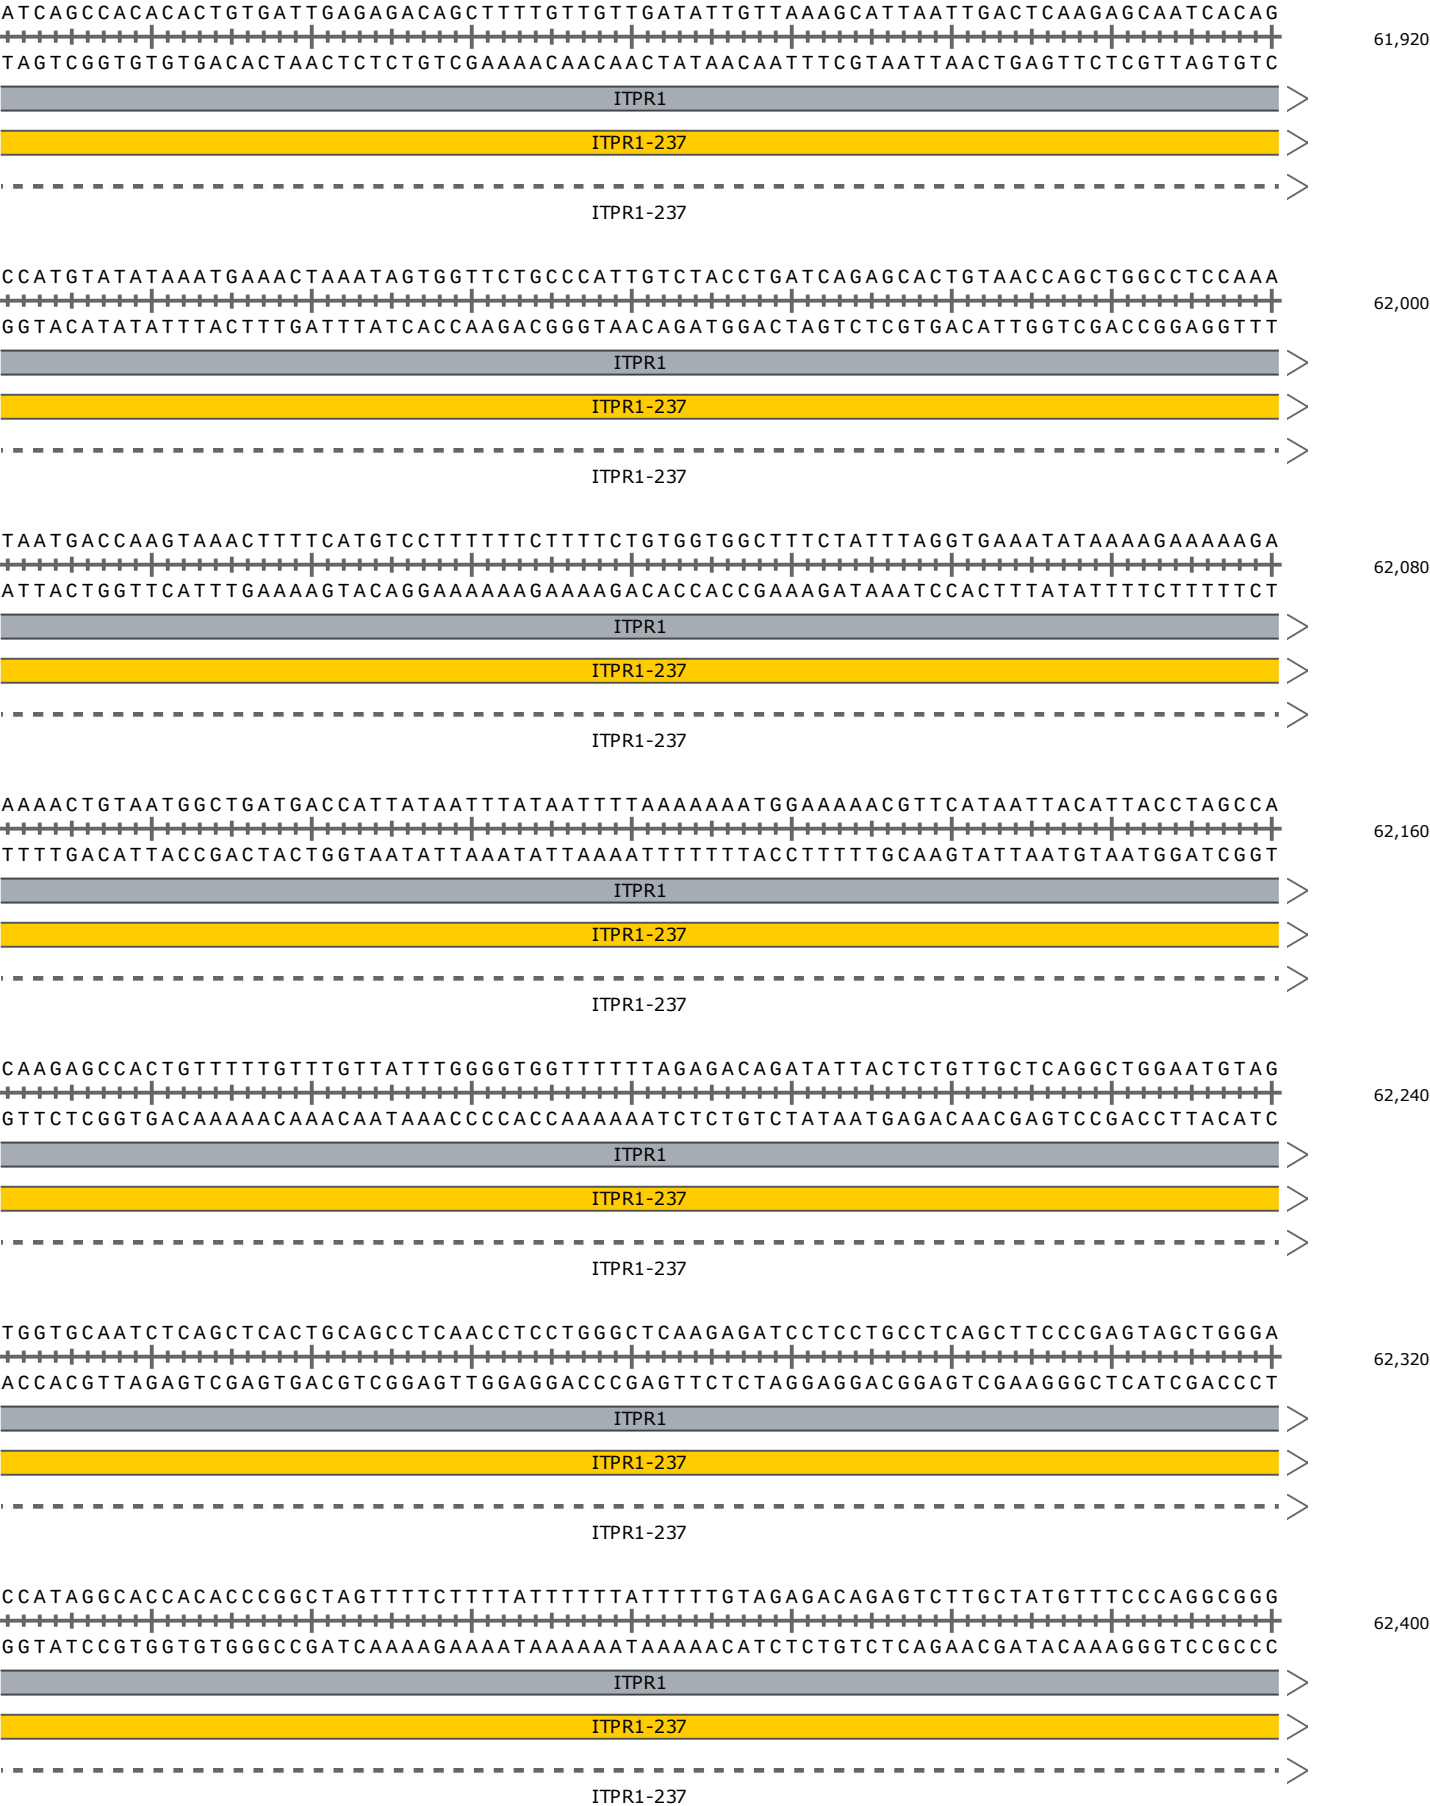 ATCAGCCACACACTGTGATTGAGAGACAGCTTTTGTTGTTGATATTGTTAAAGCATTAATTGACTCAAGAGCAATCACAG
61,920
TAGTCGGTGTGTGACACTAACTCTCTGTCGAAAACAACAACTATAACAATTTCGTAATTAACTGAGTTCTCGTTAGTGTC
ITPR1
ITPR1-237
ITPR1-237
CCATGTATATAAATGAAACTAAATAGTGGTTCTGCCCATTGTCTACCTGATCAGAGCACTGTAACCAGCTGGCCTCCAAA
62,000
GGTACATATATTTACTTTGATTTATCACCAAGACGGGTAACAGATGGACTAGTCTCGTGACATTGGTCGACCGGAGGTTT
ITPR1
ITPR1-237
ITPR1-237
TAATGACCAAGTAAACTTTTCATGTCCTTTTTTCTTTTCTGTGGTGGCTTTCTATTTAGGTGAAATATAAAAGAAAAAGA
62,080
ATTACTGGTTCATTTGAAAAGTACAGGAAAAAAGAAAAGACACCACCGAAAGATAAATCCACTTTATATTTTCTTTTTCT
ITPR1
ITPR1-237
ITPR1-237
AAAACTGTAATGGCTGATGACCATTATAATTTATAATTTTAAAAAAATGGAAAAACGTTCATAATTACATTACCTAGCCA
62,160
TTTTGACATTACCGACTACTGGTAATATTAAATATTAAAATTTTTTTACCTTTTTGCAAGTATTAATGTAATGGATCGGT
ITPR1
ITPR1-237
ITPR1-237
CAAGAGCCACTGTTTTTGTTTGTTATTTGGGGTGGTTTTTTAGAGACAGATATTACTCTGTTGCTCAGGCTGGAATGTAG
62,240
GTTCTCGGTGACAAAAACAAACAATAAACCCCACCAAAAAATCTCTGTCTATAATGAGACAACGAGTCCGACCTTACATC
ITPR1
ITPR1-237
ITPR1-237
TGGTGCAATCTCAGCTCACTGCAGCCTCAACCTCCTGGGCTCAAGAGATCCTCCTGCCTCAGCTTCCCGAGTAGCTGGGA
62,320
ACCACGTTAGAGTCGAGTGACGTCGGAGTTGGAGGACCCGAGTTCTCTAGGAGGACGGAGTCGAAGGGCTCATCGACCCT
ITPR1
ITPR1-237
ITPR1-237
CCATAGGCACCACACCCGGCTAGTTTTCTTTTATTTTTTATTTTTGTAGAGACAGAGTCTTGCTATGTTTCCCAGGCGGG
62,400
GGTATCCGTGGTGTGGGCCGATCAAAAGAAAATAAAAAATAAAAACATCTCTGTCTCAGAACGATACAAAGGGTCCGCCC
ITPR1
ITPR1-237
ITPR1-237